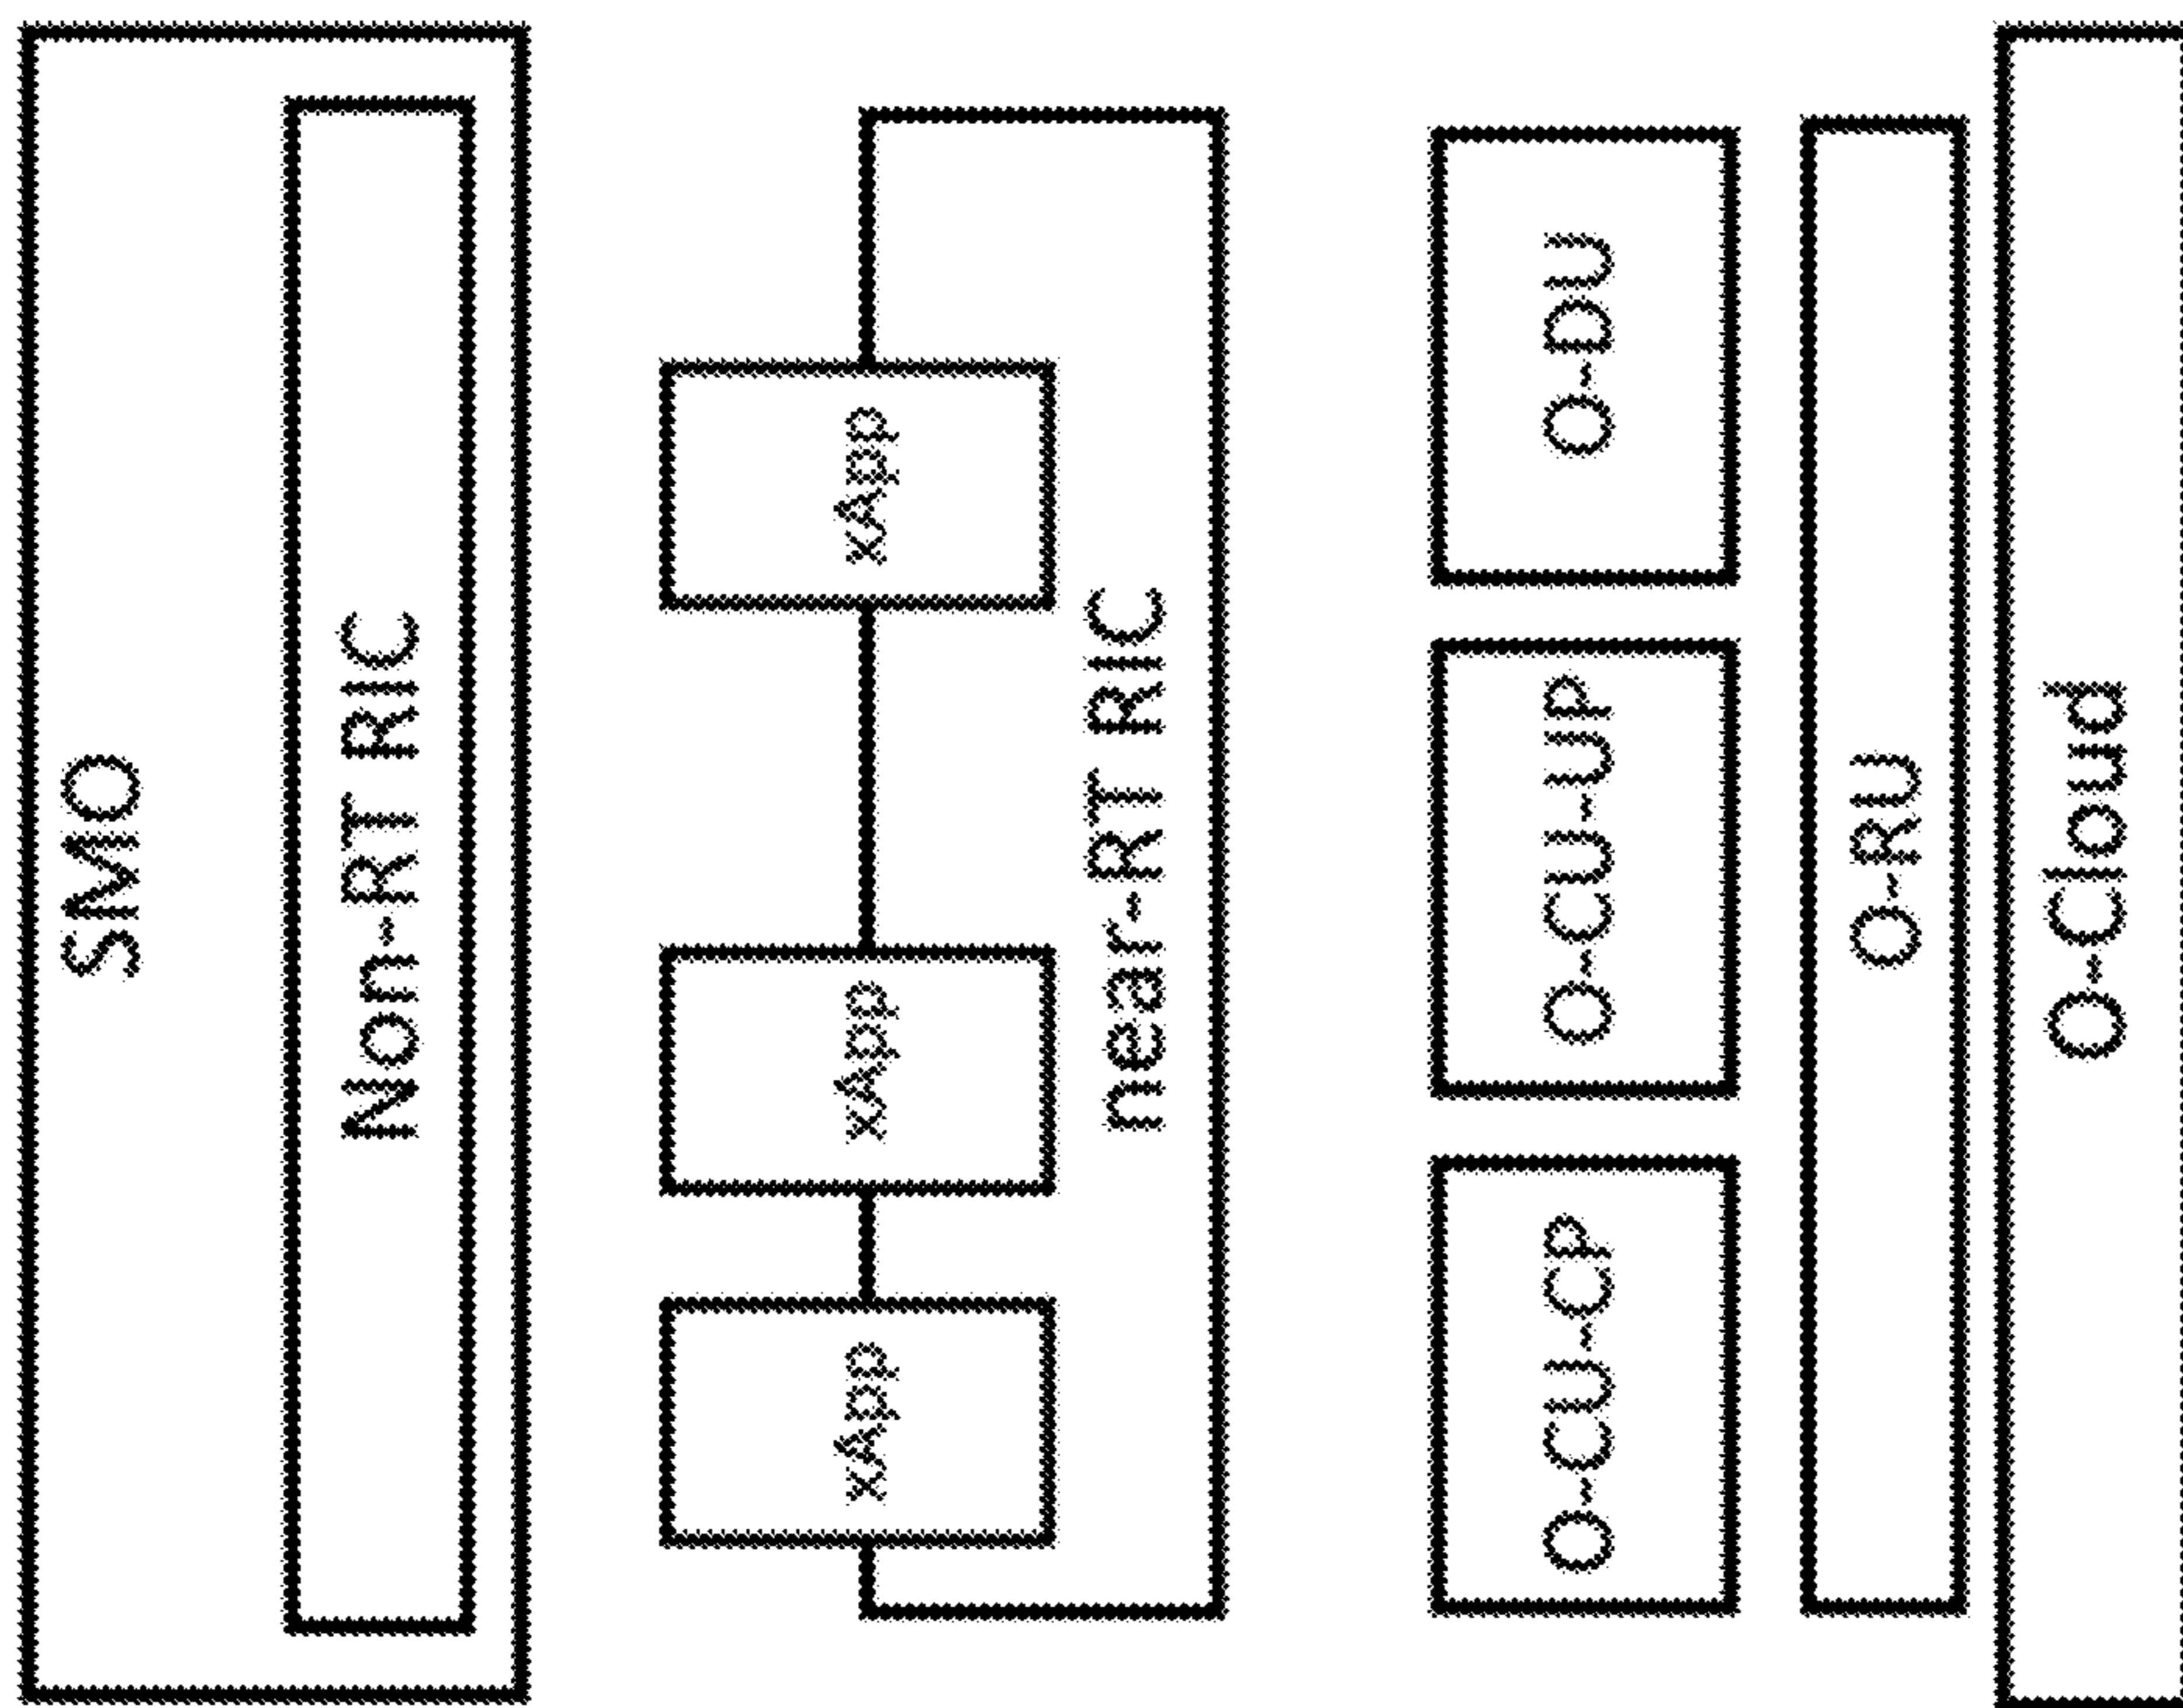 SMO
Non-RT RIC
xApp
xApp
xApp
near-RT RIC
O-CU-CP
O-CU-UP
O-DU
O-RU
O-Cloud